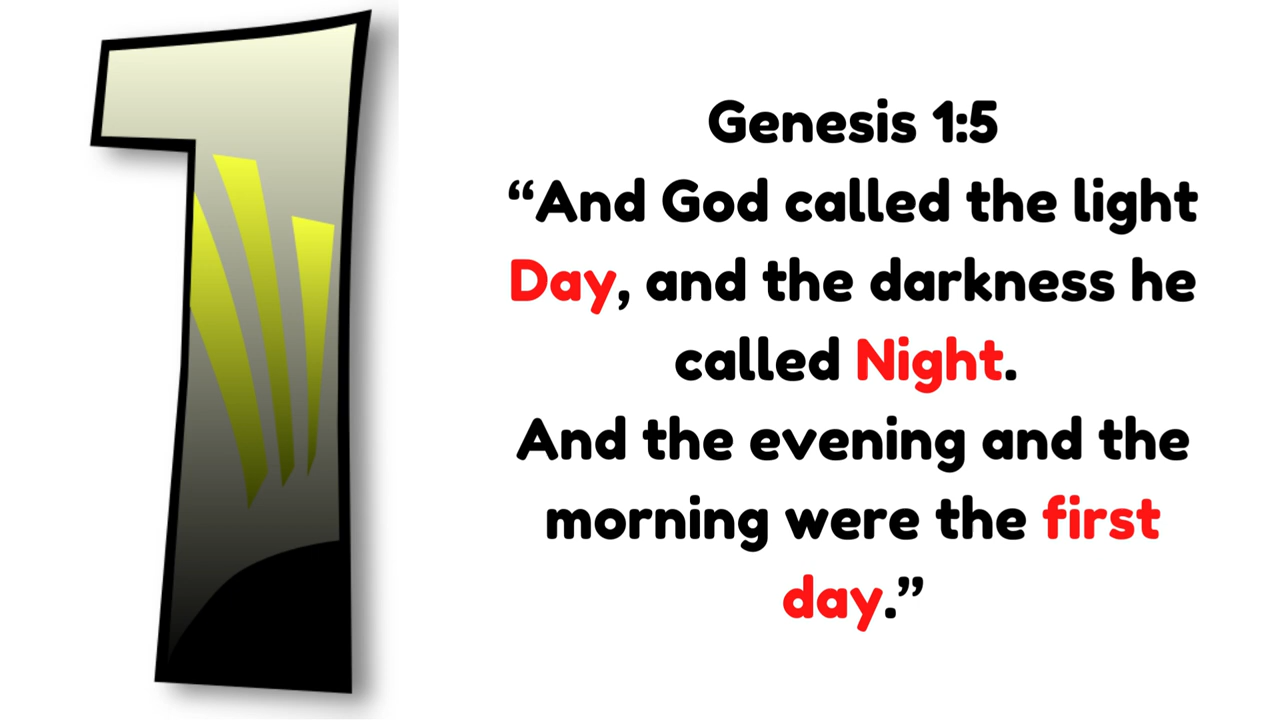 1
Genesis 1:5
“And God called the light
Day, and the darkness he
called Night.
And the evening and the
morning were the first
day.”